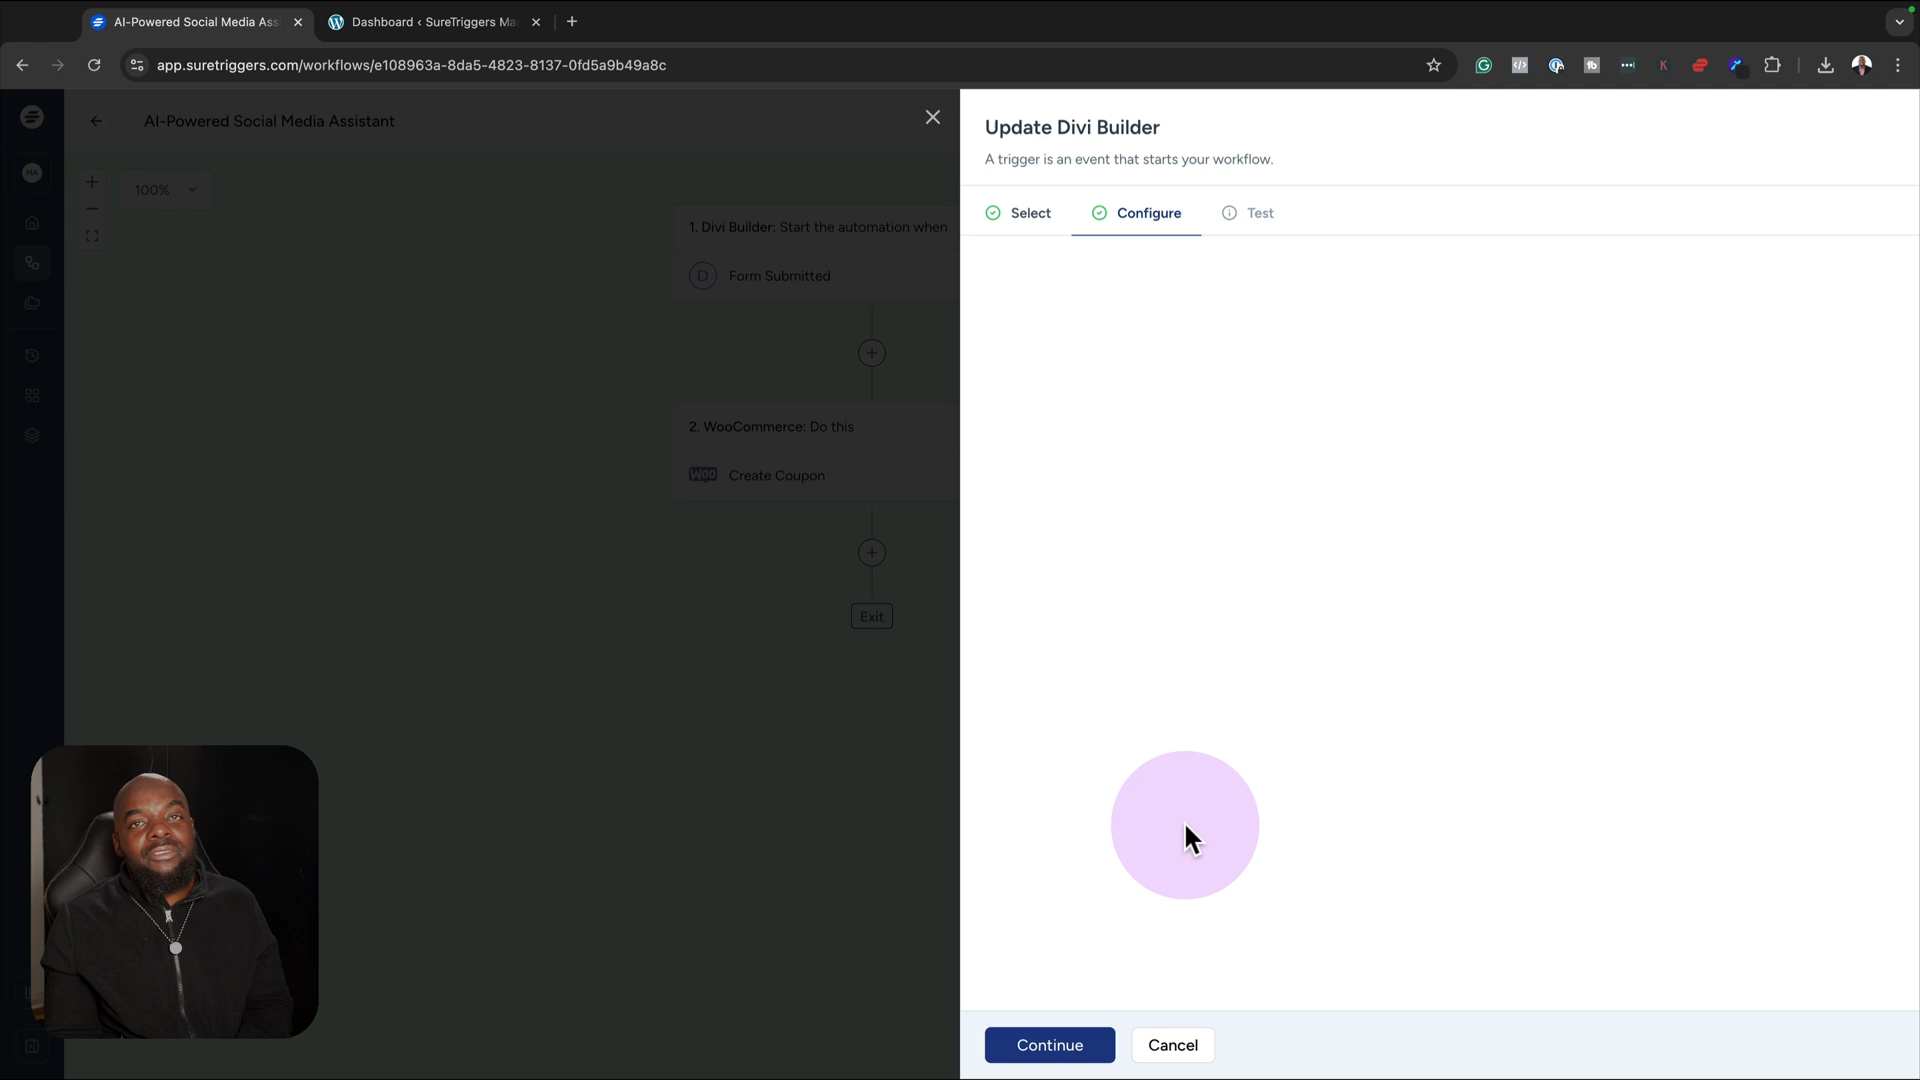 AI-Powered Social Media Ass
Dashboard ‹ SureTriggers Ma
app.suretriggers.com/workflows/e108963a-8da5-4823-8137-0fd5a9b49a8c
AI-Powered Social Media Assistant
MA
100%
1. Divi Builder: Start the automation when
D
Form Submitted
2. WooCommerce: Do this
Woo
Create Coupon
Exit
Update Divi Builder
A trigger is an event that starts your workflow.
Select
Configure
Test
Continue
Cancel